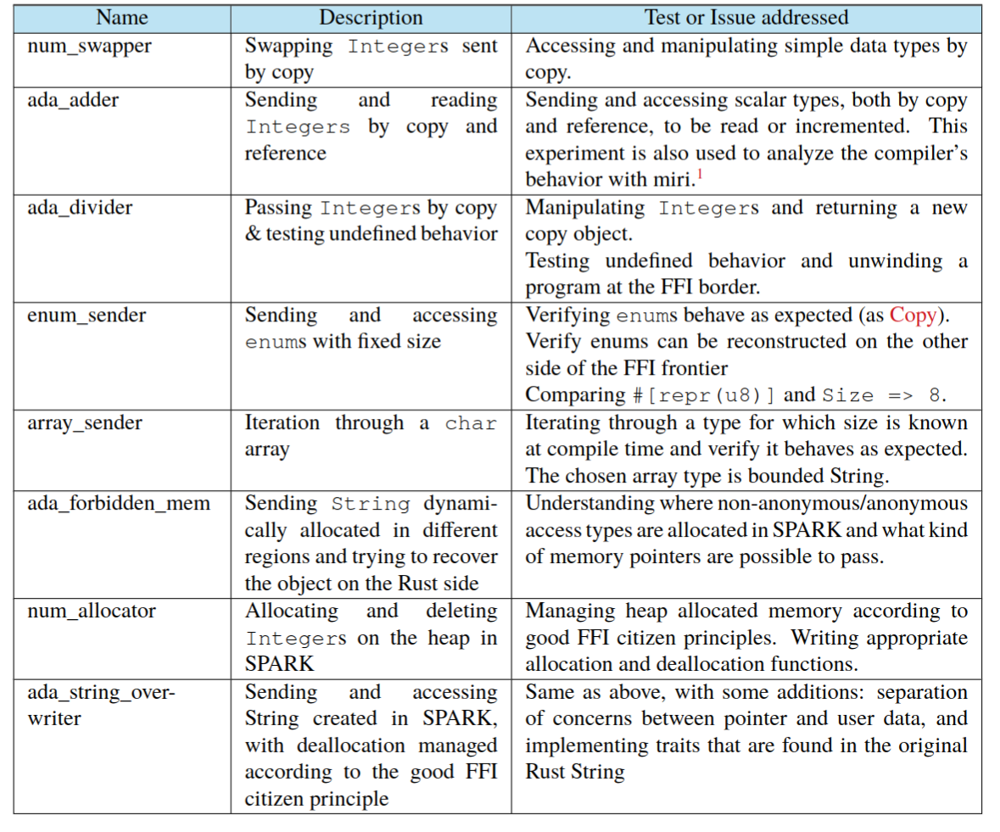 Name Description Test or Issue addressed
num_swapper
Swapping Integers sent
by copy
Accessing and manipulating simple data types by
copy.
ada_adder
Sending and reading
Integers by copy and
reference
Sending and accessing scalar types, both by copy
and reference, to be read or incremented. This
experiment is also used to analyze the compiler's
behavior with miri.1
ada_divider
Passing Integers by copy
& testing undefined behavior
Manipulating Integers and returning a new
copy object.
Testing undefined behavior and unwinding a
program at the FFI border.
enum_sender
Sending and accessing
enums with fixed size
Verifying enums behave as expected (as Copy).
Verify enums can be reconstructed on the other
side of the FFI frontier
Comparing #[repr(u8)] and Size => 8.
array_sender
Iteration through a char
array
Iterating through a type for which size is known
at compile time and verify it behaves as expected.
The chosen array type is bounded String.
ada_forbidden_mem
Sending String dynami-
cally allocated in different
regions and trying to recover
the object on the Rust side
Understanding where non-anonymous/anonymous
access types are allocated in SPARK and what kind
of memory pointers are possible to pass.
num_allocator
Allocating and deleting
Integers on the heap in
SPARK
Managing heap allocated memory according to
good FFI citizen principles. Writing appropriate
allocation and deallocation functions.
ada_string_over-
writer
Sending and accessing
String created in SPARK,
with deallocation managed
according to the good FFI
citizen principle
Same as above, with some additions: separation
of concerns between pointer and user data, and
implementing traits that are found in the original
Rust String